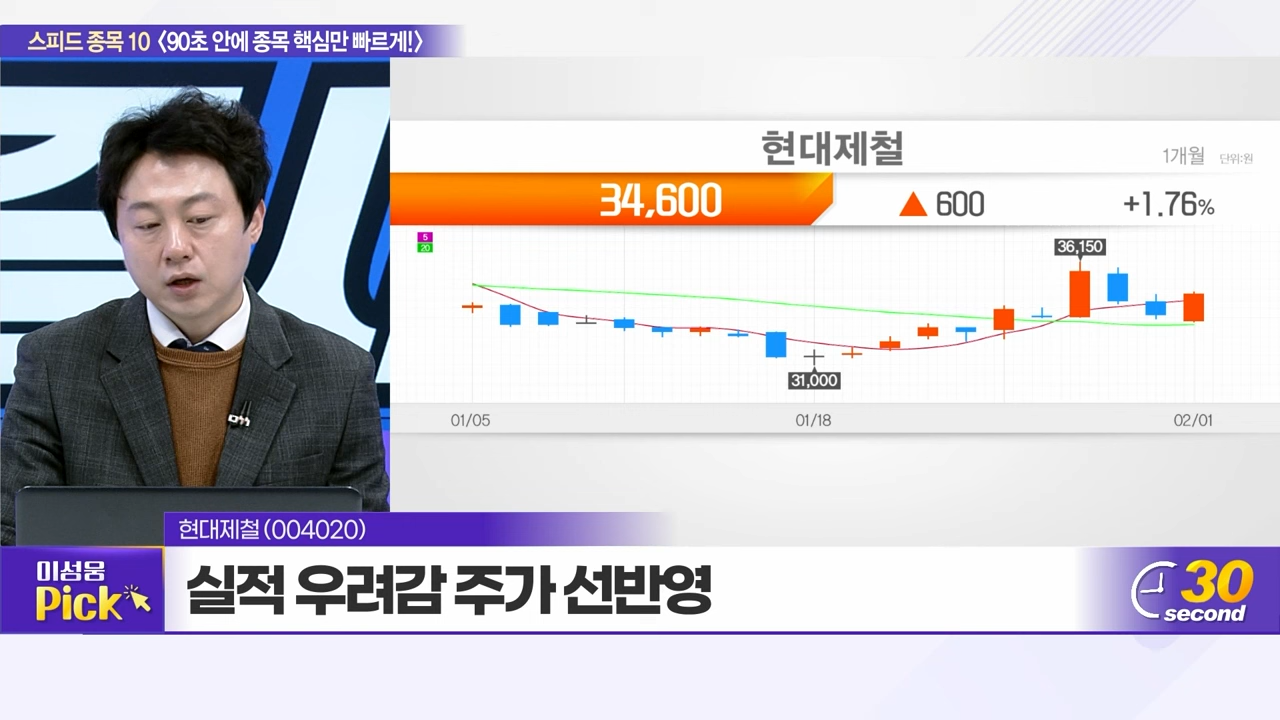 스피드 종목 10 <90초 안에 종목 핵심만 빠르게!>
현대제철
1개월 단위:원
34,600 ▲ 600 +1.76%
5
20
36,150
31,000
01/05 01/18 02/01
현대제철(004020)
이성웅
Pick
실적 우려감 주가 선반영
30
second